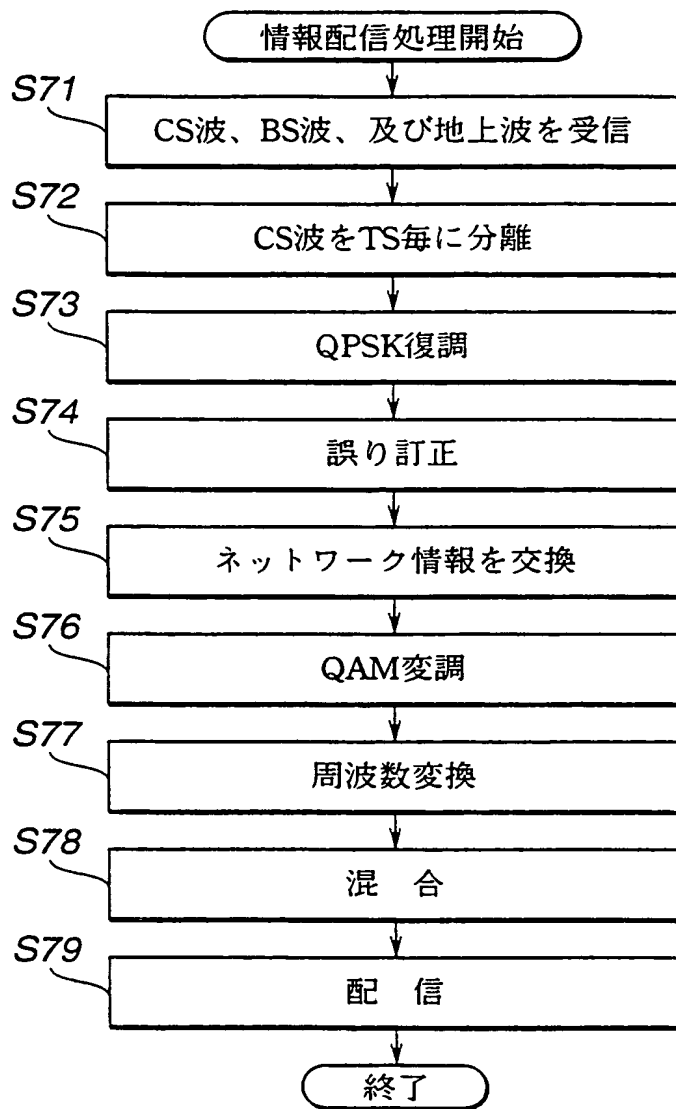 情報配信処理開始
S71
CS波、BS波、及び地上波を受信
S72
CS波をTS毎に分離
S73
QPSK復調
S74
誤り訂正
S75
ネットワーク情報を交換
S76
QAM変調
S77
周波数変換
S78
混　合
S79
配　信
終了